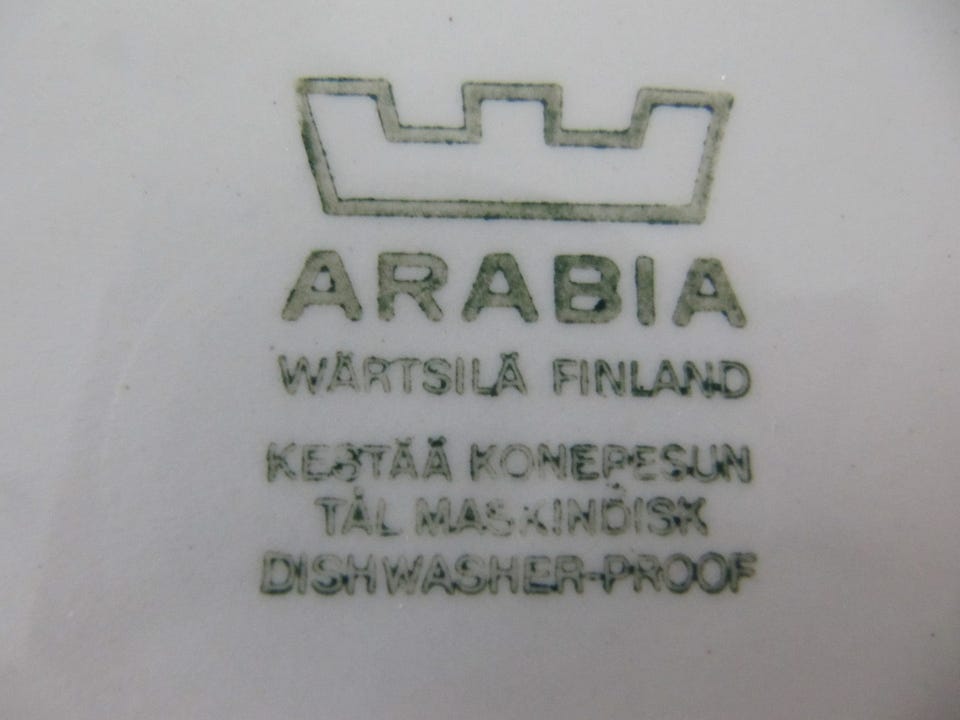 ARABIA
WÄRTSILÄ FINLAND
KESTÄÄ KONEPESUN
TÅL MASKINDISK
DISHWASHER-PROOF